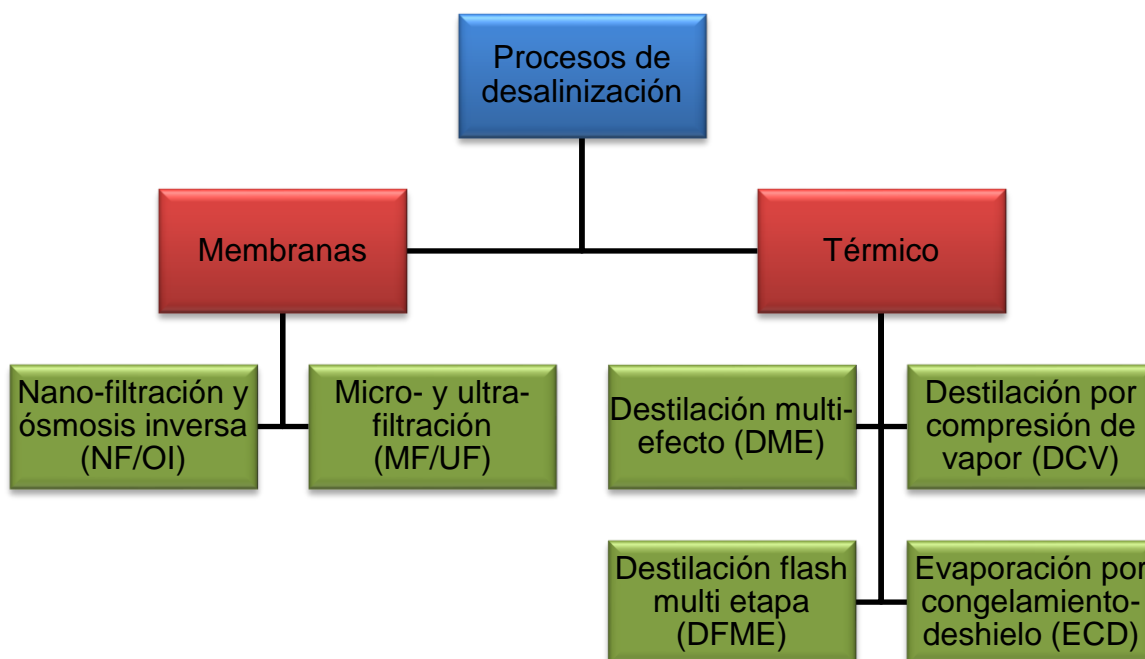 Procesos de
desalinización
Membranas
Térmico
Nano-filtración y
ósmosis inversa
(NF/OI)
Micro- y ultra-
filtración
(MF/UF)
Destilación multi-
efecto (DME)
Destilación por
compresión de
vapor (DCV)
Destilación flash
multi etapa
(DFME)
Evaporación por
congelamiento-
deshielo (ECD)